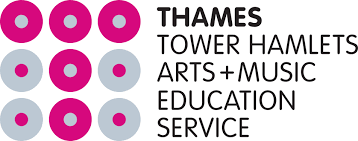 THAMES
TOWER HAMLETS
ARTS+MUSIC
EDUCATION
SERVICE